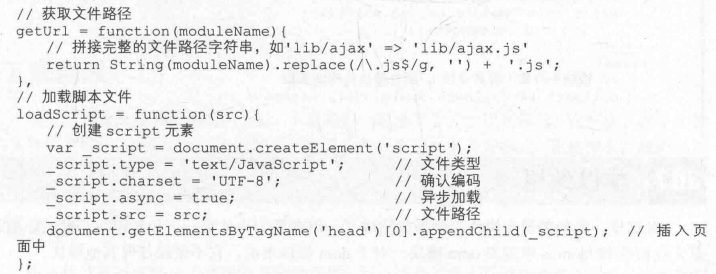 // 获取文件路径
getUrl = function(moduleName){
// 拼接完整的文件路径字符串，如'lib/ajax' => 'lib/ajax.js'
return String(moduleName).replace(/\.js$/g, '') + '.js';
},
// 加载脚本文件
loadScript = function(src){
// 创建 script 元素
var _script = document.createElement('script');
_script.type = 'text/JavaScript'; // 文件类型
_script.charset = 'UTF-8'; // 确认编码
_script.async = true; // 异步加载
_script.src = src; // 文件路径
document.getElementsByTagName('head')[0].appendChild(_script); // 插入页
面中
};